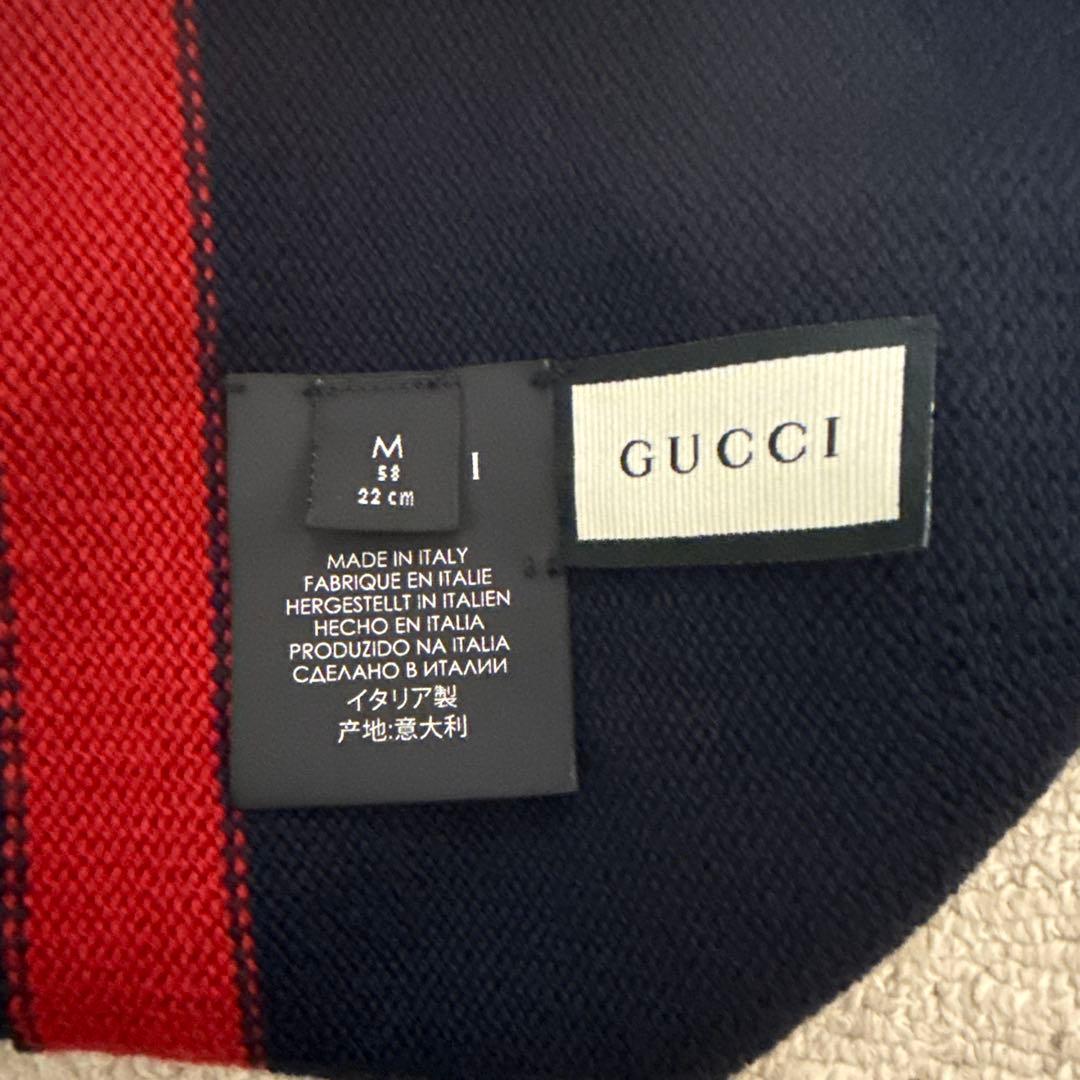 M
58
22 cm
I
MADE IN ITALY
FABRIQUE EN ITALIE
HERGESTELLT IN ITALIEN
HECHO EN ITALIA
PRODUZIDO NA ITALIA
СДЕЛАНО В ИТАЛИИ
イタリア製
产地:意大利
GUCCI